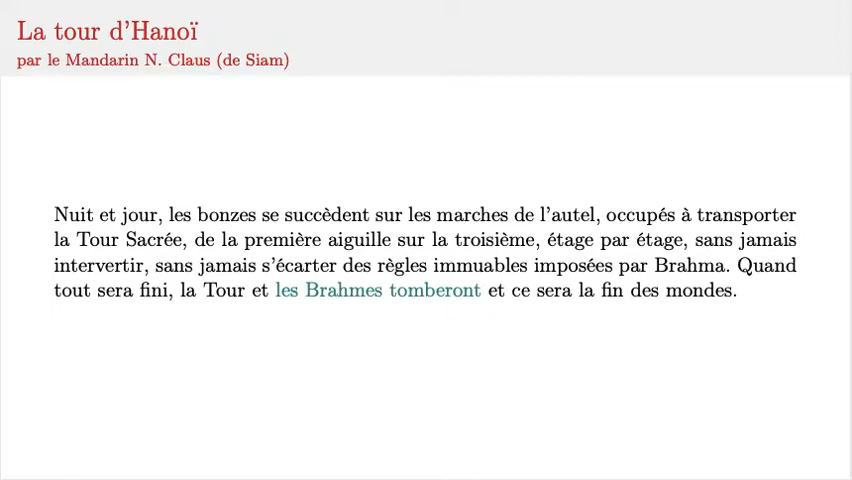 La tour d'Hanoï
par le Mandarin N. Claus (de Siam)
Nuit et jour, les bonzes se succèdent sur les marches de l'autel, occupés à transporter
la Tour Sacrée, de la première aiguille sur la troisième, étage par étage, sans jamais
intervertir, sans jamais s'écarter des règles immuables imposées par Brahma. Quand
tout sera fini, la Tour et les Brahmes tomberont et ce sera la fin des mondes.